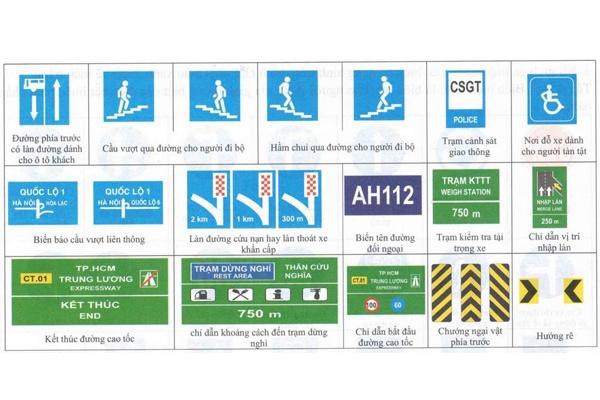 CSGT
POLICE
Đường phía trước
có làn đường dành
cho ô tô khách
Cầu vượt qua đường cho người đi bộ
Hầm chui qua đường cho người đi bộ
Trạm cảnh sát
giao thông
Nơi đỗ xe dành
cho người tàn tật
QUỐC LỘ 1
HÀ NỘI
HÒA LẠC
QUỐC LỘ 1
HÀ NỘI
QUỐC LỘ 6
2 km
1 km
300 m
AH112
TRẠM KTTT
WEIGH STATION
750 m
NHẬP LÀN
MERGE LANE
250 m
Biển báo cầu vượt liên thông
Làn đường cứu nạn hay làn thoát xe
khẩn cấp
Biển tên đường
đối ngoại
Trạm kiểm tra tải
trọng xe
Chỉ dẫn vị trí
nhập làn
CT.01
TP.HCM
TRUNG LƯƠNG
EXPRESSWAY
KẾT THÚC
END
TRẠM DỪNG NGHỈ
REST AREA
THÂN CỬU
NGHĨA
750 m
TP.HCM
CT.01
TRUNG LƯƠNG
EXPRESSWAY
100
60
Kết thúc đường cao tốc
chỉ dẫn khoảng cách đến trạm dừng
nghỉ
Chỉ dẫn bắt đầu
đường cao tốc
Chướng ngại vật
phía trước
Hướng rẽ